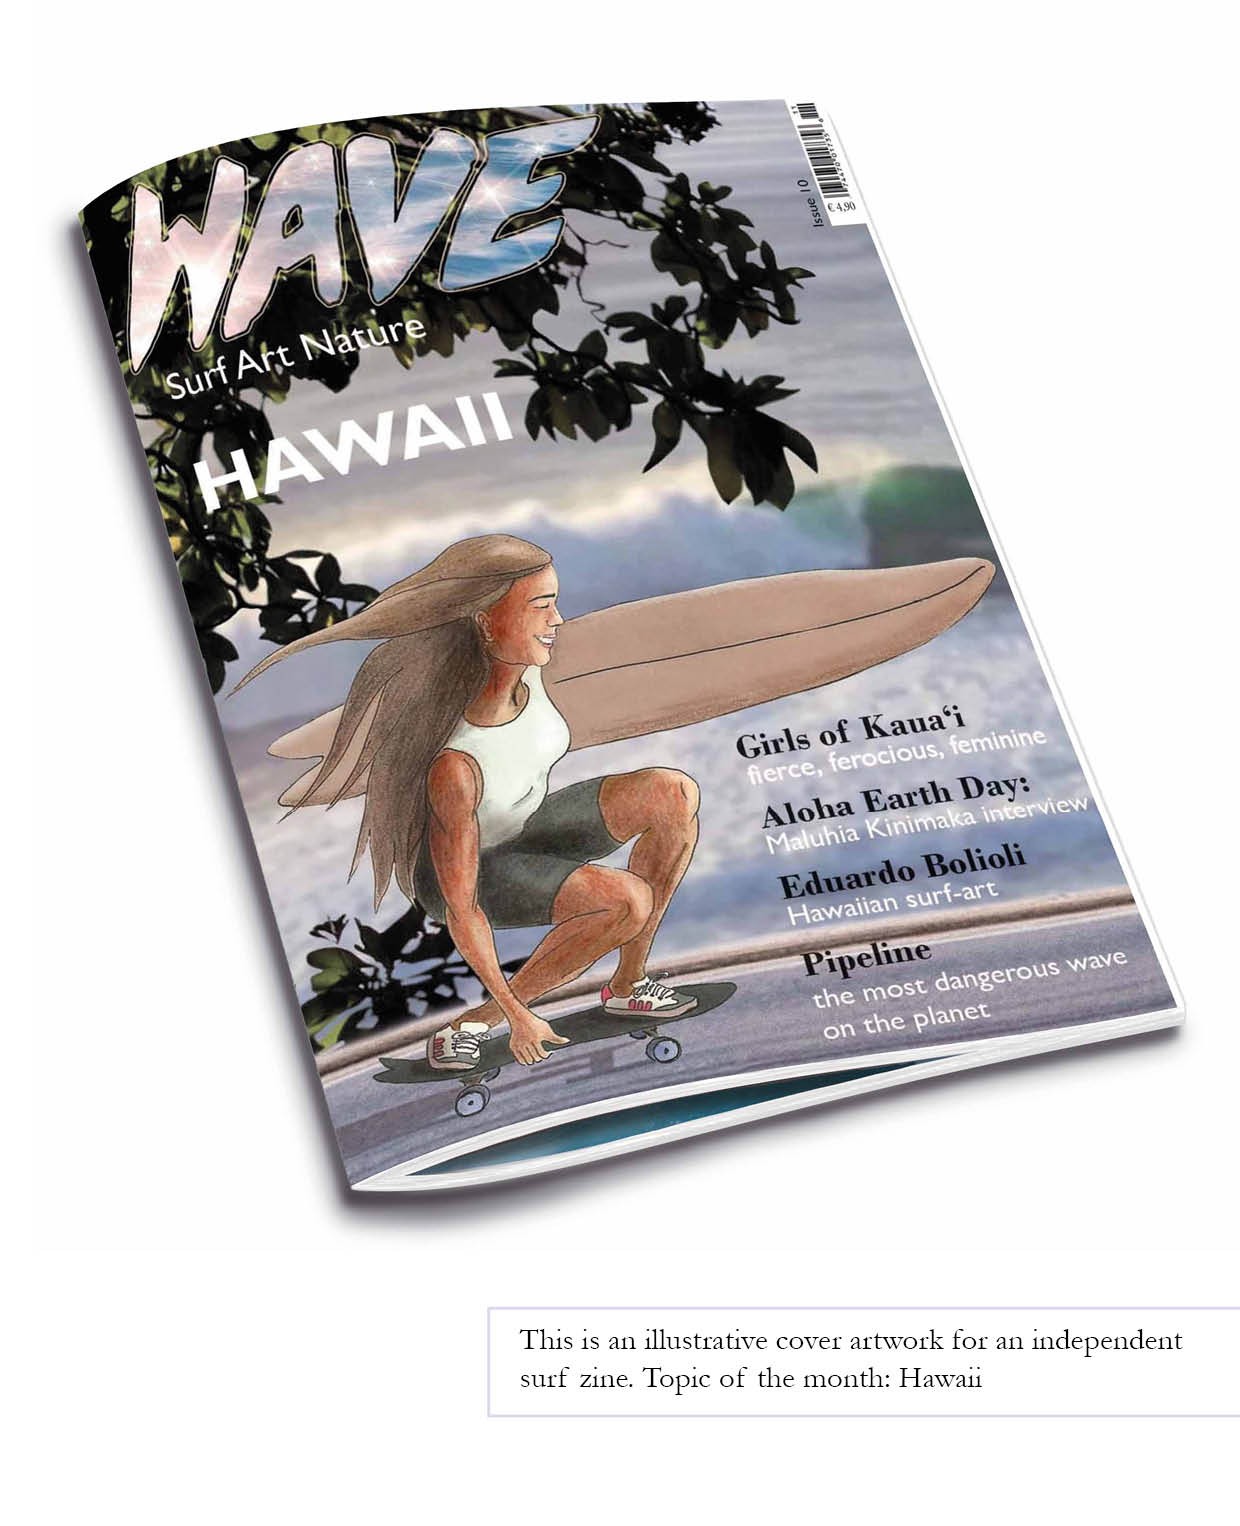 WAVE
Surf Art Nature
HAWAII
Issue 10
€ 4,90
Girls of Kaua‘i
fierce, ferocious, feminine
Aloha Earth Day:
Maluhia Kinimaka interview
Eduardo Bolioli
Hawaiian surf-art
Pipeline
the most dangerous wave
on the planet
This is an illustrative cover artwork for an independent
surf zine. Topic of the month: Hawaii